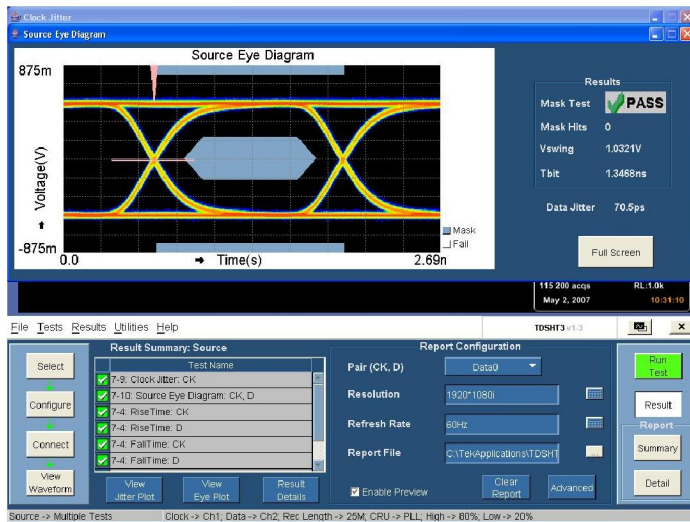 Clock Jitter
Source Eye Diagram
Source Eye Diagram
875m
Voltage(V)
-875m
0.0
Time(s)
2.69n
Mask
Fail
Results
Mask Test PASS
Mask Hits 0
Vswing 1.0321V
Tbit 1.3468ns
Data Jitter 70.5ps
Full Screen
115 200 acqs RL:1.0k
May 2, 2007 10:31:10
File Tests Results Utilities Help
TDSHT3 v1.3
Select
Configure
Connect
View Waveform
Result Summary: Source
Test Name
7-9: Clock Jitter: CK
7-10: Source Eye Diagram: CK, D
7-4: RiseTime: CK
7-4: RiseTime: D
7-4: FallTime: CK
7-4: FallTime: D
View Jitter Plot
View Eye Plot
Result Details
Report Configuration
Pair (CK, D) Data0
Resolution 1920*1080i
Refresh Rate 60Hz
Report File C:\TekApplications\TDSHT
Enable Preview
Clear Report
Advanced
Run Test
Result
Report
Summary
Detail
Source -> Multiple Tests Clock -> Ch1; Data -> Ch2; Rec Length -> 25M; CRU -> PLL; High -> 80%, Low -> 20%